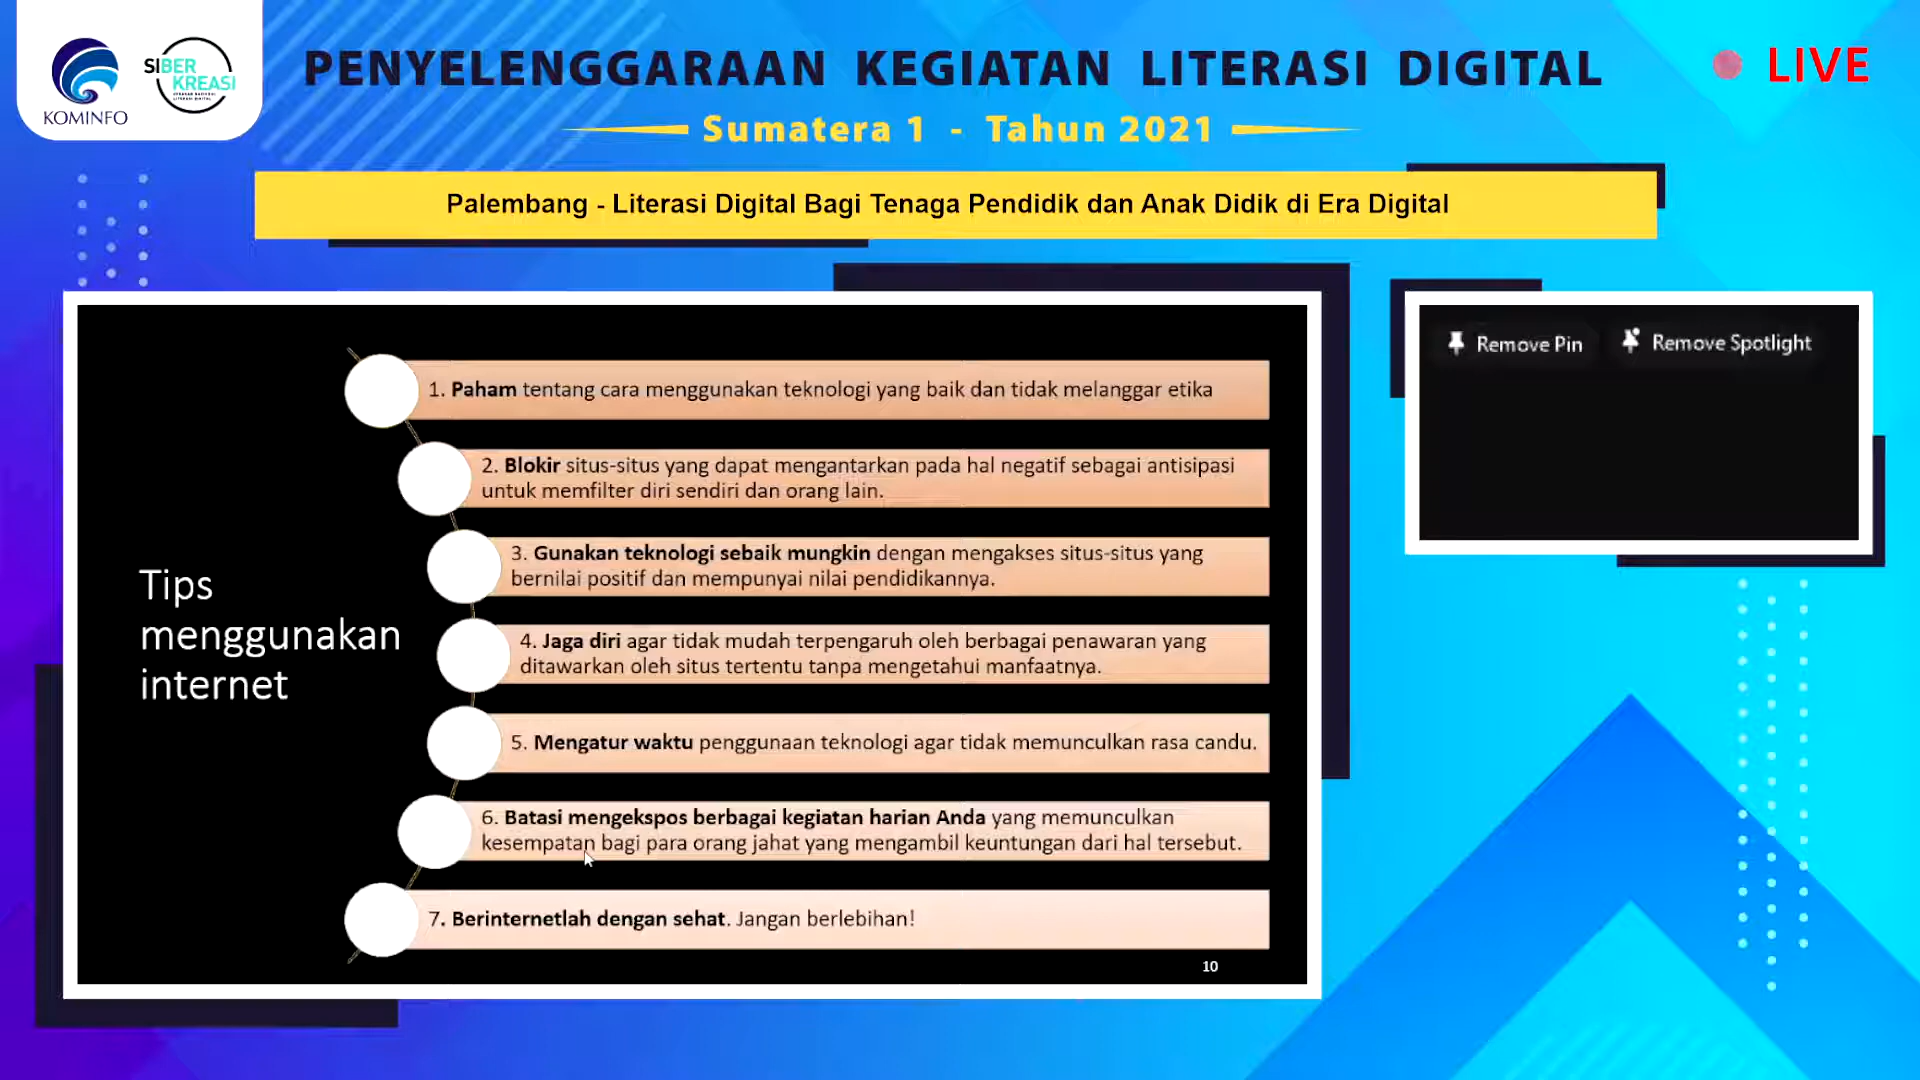 KOMINFO
SIBER
KREASI
PENYELENGGARAAN KEGIATAN LITERASI DIGITAL
LIVE
Sumatera 1 - Tahun 2021
Palembang - Literasi Digital Bagi Tenaga Pendidik dan Anak Didik di Era Digital
Tips
menggunakan
internet
1. Paham tentang cara menggunakan teknologi yang baik dan tidak melanggar etika
2. Blokir situs-situs yang dapat mengantarkan pada hal negatif sebagai antisipasi
untuk memfilter diri sendiri dan orang lain.
3. Gunakan teknologi sebaik mungkin dengan mengakses situs-situs yang
bernilai positif dan mempunyai nilai pendidikannya.
4. Jaga diri agar tidak mudah terpengaruh oleh berbagai penawaran yang
ditawarkan oleh situs tertentu tanpa mengetahui manfaatnya.
5. Mengatur waktu penggunaan teknologi agar tidak memunculkan rasa candu.
6. Batasi mengekspos berbagai kegiatan harian Anda yang memunculkan
kesempatan bagi para orang jahat yang mengambil keuntungan dari hal tersebut.
7. Berinternetlah dengan sehat. Jangan berlebihan!
10
Remove Pin
Remove Spotlight